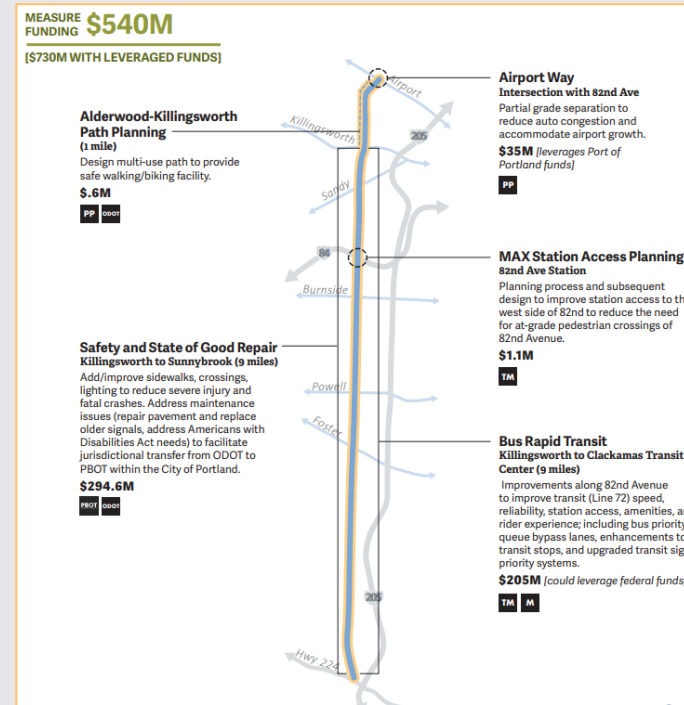 MEASURE
FUNDING $540M
[$730M WITH LEVERAGED FUNDS]
Alderwood-Killingsworth
Path Planning
(1 mile)
Design multi-use path to provide
safe walking/biking facility.
$.6M
PP ODOT
Safety and State of Good Repair
Killingsworth to Sunnybrook (9 miles)
Add/improve sidewalks, crossings,
lighting to reduce severe injury and
fatal crashes. Address maintenance
issues (repair pavement and replace
older signals, address Americans with
Disabilities Act needs) to facilitate
jurisdictional transfer from ODOT to
PBOT within the City of Portland.
$294.6M
PBOT ODOT
Airport
Killingsworth
205
Sandy
84
Burnside
Powell
Foster
205
Hwy 224
Airport Way
Intersection with 82nd Ave
Partial grade separation to
reduce auto congestion and
accommodate airport growth.
$35M [leverages Port of
Portland funds]
PP
MAX Station Access Planning
82nd Ave Station
Planning process and subsequent
design to improve station access to th
west side of 82nd to reduce the need
for at-grade pedestrian crossings of
82nd Avenue.
$1.1M
TM
Bus Rapid Transit
Killingsworth to Clackamas Transit
Center (9 miles)
Improvements along 82nd Avenue
to improve transit (Line 72) speed,
reliability, station access, amenities, a
rider experience; including bus priority
queue bypass lanes, enhancements to
transit stops, and upgraded transit sig
priority systems.
$205M [could leverage federal funds
TM M